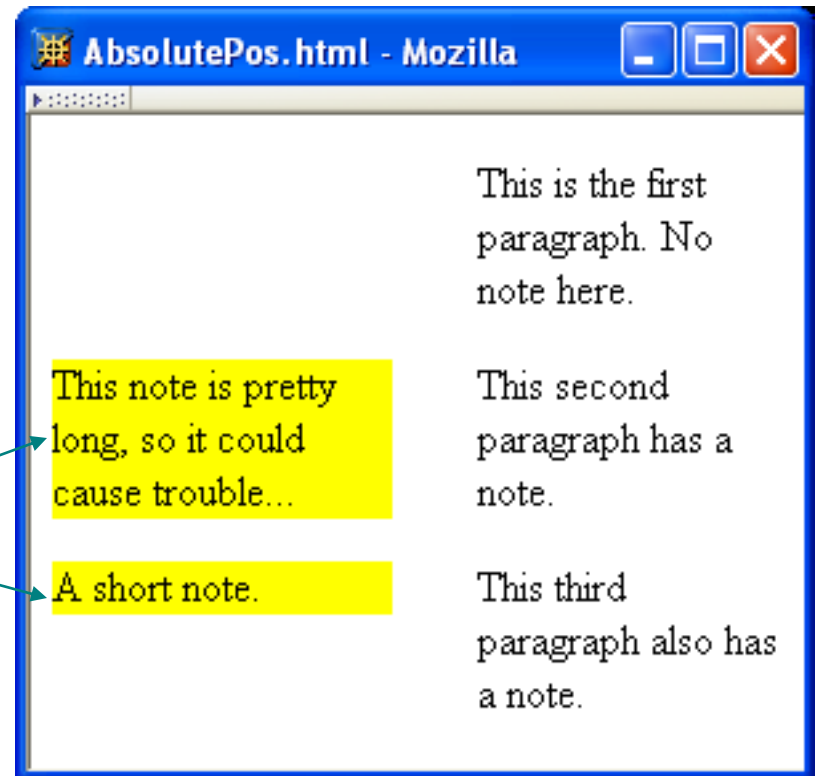 AbsolutePos.html - Mozilla
This is the first
paragraph. No
note here.
This note is pretty
long, so it could
cause trouble...
This second
paragraph has a
note.
A short note.
This third
paragraph also has
a note.